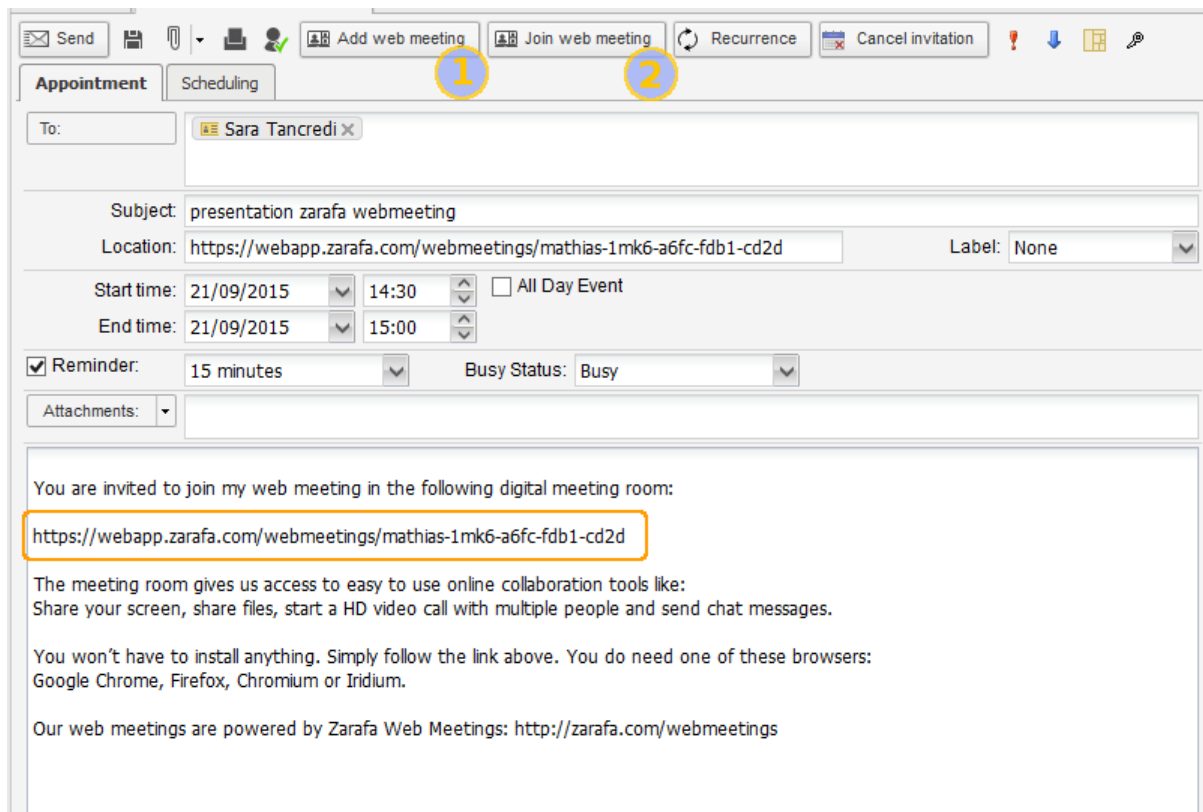 Send Add web meeting Join web meeting Recurrence Cancel invitation
1 2
Appointment Scheduling
To: Sara Tancredi
Subject: presentation zarafa webmeeting
Location: https://webapp.zarafa.com/webmeetings/mathias-1mk6-a6fc-fdb1-cd2d Label: None
Start time: 21/09/2015 14:30 All Day Event
End time: 21/09/2015 15:00
Reminder: 15 minutes Busy Status: Busy
Attachments:
You are invited to join my web meeting in the following digital meeting room:
https://webapp.zarafa.com/webmeetings/mathias-1mk6-a6fc-fdb1-cd2d
The meeting room gives us access to easy to use online collaboration tools like:
Share your screen, share files, start a HD video call with multiple people and send chat messages.
You won’t have to install anything. Simply follow the link above. You do need one of these browsers:
Google Chrome, Firefox, Chromium or Iridium.
Our web meetings are powered by Zarafa Web Meetings: http://zarafa.com/webmeetings